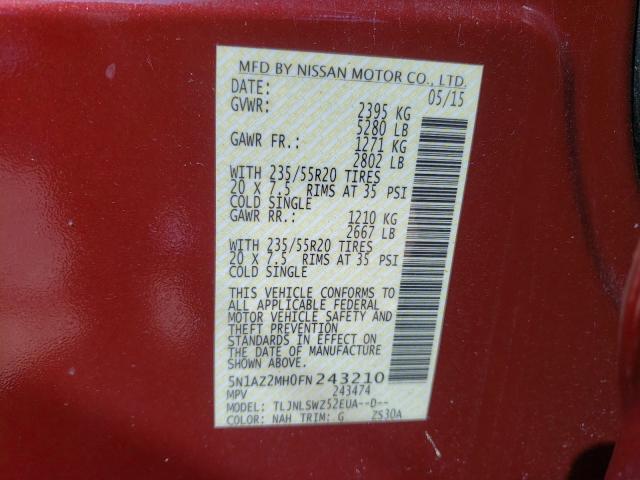 MFD BY NISSAN MOTOR CO., LTD.
DATE: 05/15
GVWR: 2395 KG
5280 LB
GAWR FR.: 1271 KG
2802 LB
WITH 235/55R20 TIRES
20 X 7.5 RIMS AT 35 PSI
COLD SINGLE
GAWR RR.: 1210 KG
2667 LB
WITH 235/55R20 TIRES
20 X 7.5 RIMS AT 35 PSI
COLD SINGLE
THIS VEHICLE CONFORMS TO
ALL APPLICABLE FEDERAL
MOTOR VEHICLE SAFETY AND
THEFT PREVENTION
STANDARDS IN EFFECT ON
THE DATE OF MANUFACTURE
SHOWN ABOVE.
5N1AZ2MH0FN243210
MPV 243474
MODEL: TLJNLSWZ52EUA--D--
COLOR: NAH TRIM: G ZS30A